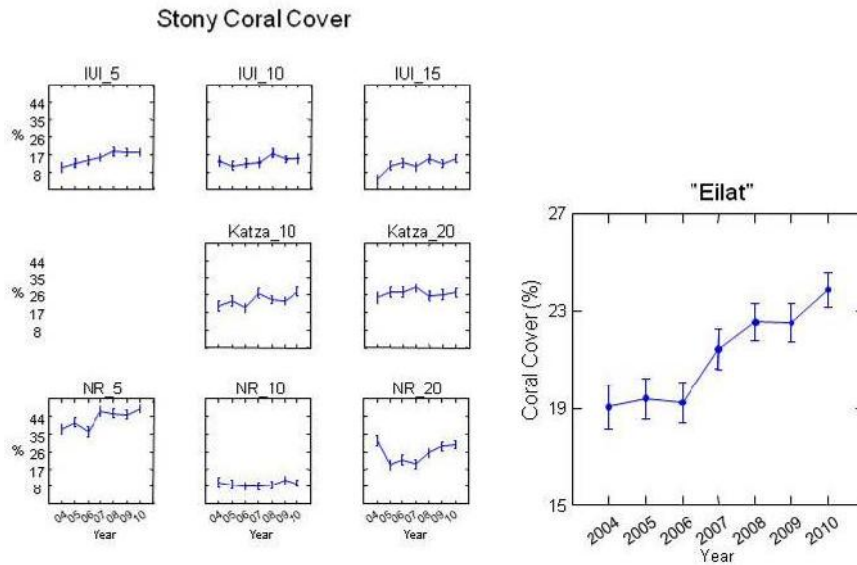 Stony Coral Cover
IUI_5
IUI_10
IUI_15
44
35
26
17
8
%
Katza_10
Katza_20
44
35
26
17
8
%
NR_5
NR_10
NR_20
44
35
26
17
8
%
04 05 06 07 08 09 10
Year
04 05 06 07 08 09 10
Year
04 05 06 07 08 09 10
Year
"Eilat"
27
23
19
15
Coral Cover (%)
2004 2005 2006 2007 2008 2009 2010
Year